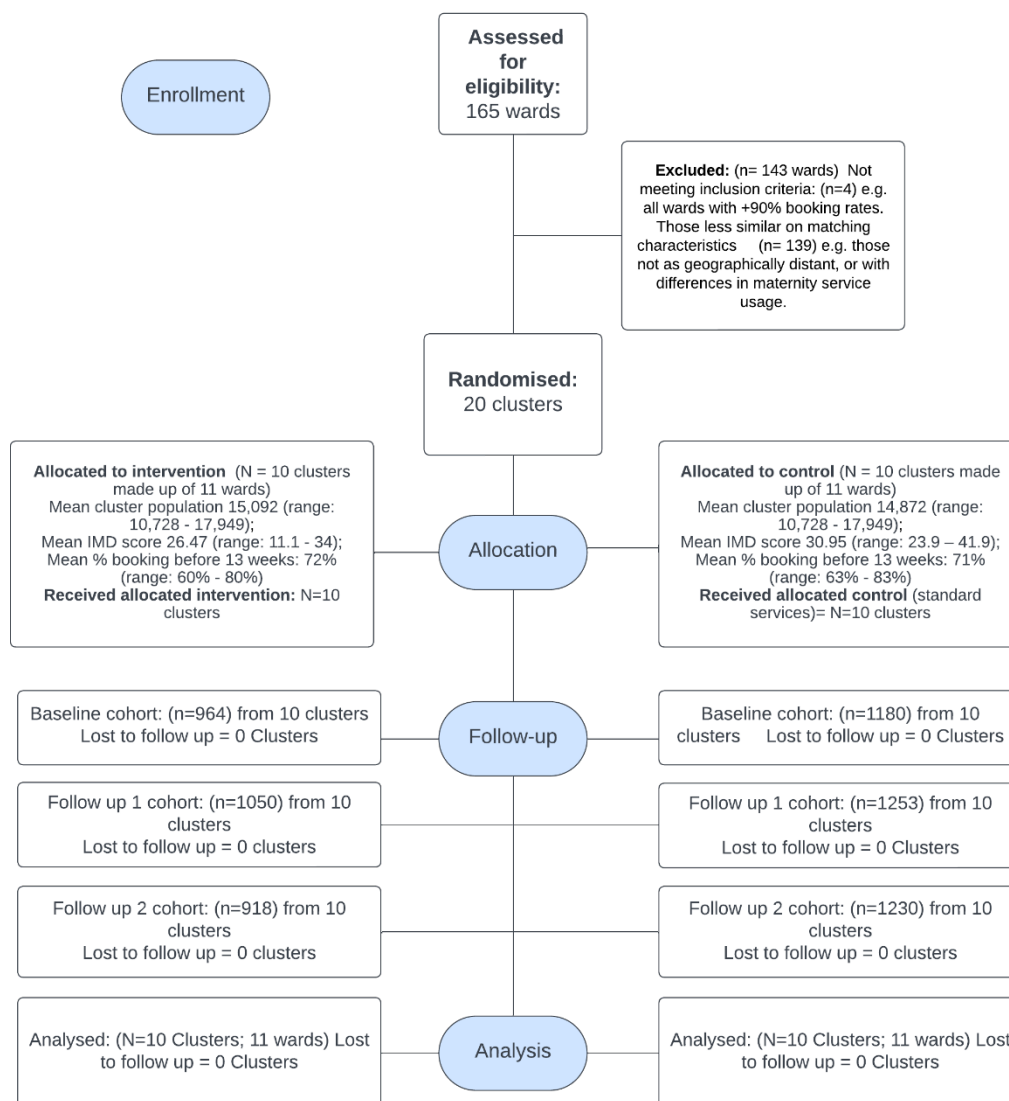 Assessed
for
eligibility:
165 wards
Enrollment
Excluded: (n= 143 wards)  Not
meeting inclusion criteria: (n=4) e.g.
all wards with +90% booking rates.
Those less similar on matching
characteristics     (n= 139) e.g. those
not as geographically distant, or with
differences in maternity service
usage.
Randomised:
20 clusters
Allocated to intervention  (N = 10 clusters
made up of 11 wards)
Mean cluster population 15,092 (range:
10,728 - 17,949);
Mean IMD score 26.47 (range: 11.1 - 34);
Mean % booking before 13 weeks: 72%
(range: 60% - 80%)
Received allocated intervention: N=10
clusters
Allocation
Allocated to control (N = 10 clusters made
up of 11 wards)
Mean cluster population 14,872 (range:
10,728 - 17,949);
Mean IMD score 30.95 (range: 23.9 – 41.9);
Mean % booking before 13 weeks: 71%
(range: 63% - 83%)
Received allocated control (standard
services)= N=10 clusters
Baseline cohort: (n=964) from 10 clusters
Lost to follow up = 0 Clusters
Follow-up
Baseline cohort: (n=1180) from 10
clusters     Lost to follow up = 0 Clusters
Follow up 1 cohort: (n=1050) from 10
clusters
Lost to follow up = 0 clusters
Follow up 1 cohort: (n=1253) from 10
clusters
Lost to follow up = 0 Clusters
Follow up 2 cohort: (n=918) from 10
clusters
Lost to follow up = 0 clusters
Follow up 2 cohort: (n=1230) from 10
clusters
Lost to follow up = 0 Clusters
Analysed: (N=10 Clusters; 11 wards) Lost
to follow up = 0 Clusters
Analysis
Analysed: (N=10 Clusters; 11 wards) Lost
to follow up = 0 Clusters